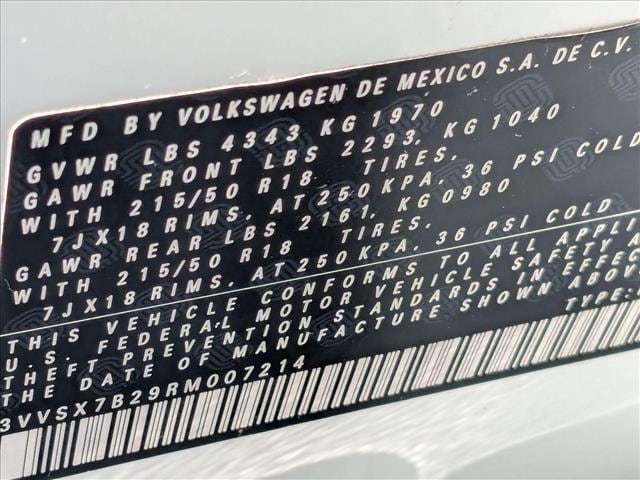 MFD BY VOLKSWAGEN DE MEXICO S.A. DE C.V.
GVWR LBS 4343 KG 1970
GAWR FRONT LBS 2293, KG 1040
WITH 215/50 R18 TIRES,
7JX18 RIMS, AT 250KPA, 36 PSI COLD
GAWR REAR LBS 2161, KG0980
WITH 215/50 R18 TIRES,
7JX18 RIMS, AT 250KPA, 36 PSI COLD
THIS VEHICLE CONFORMS TO ALL APPLI
U.S. FEDERAL MOTOR VEHICLE SAFETY A
THEFT PREVENTION STANDARDS IN EFFEC
THE DATE OF MANUFACTURE SHOWN ABOV
TYPE:
3VVSX7B29RM007214